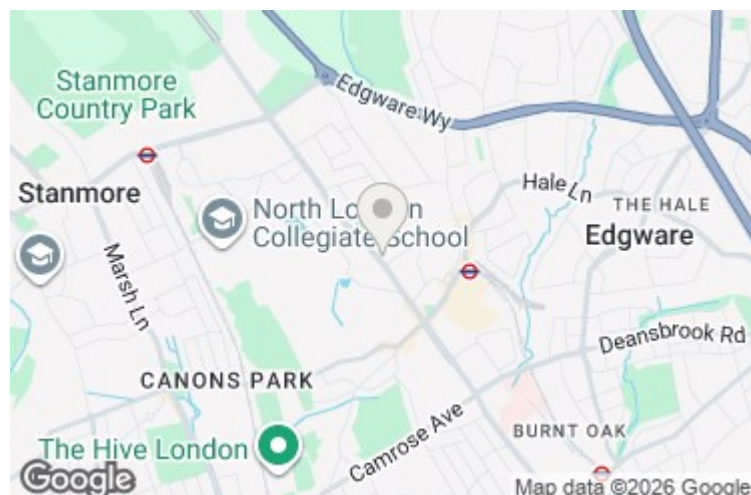 Stanmore
Country Park
Edgware Wy
Stanmore
Hale Ln
THE HALE
North London
Collegiate School
Edgware
Marsh Ln
Deansbrook Rd
CANONS PARK
Camrose Ave
BURNT OAK
The Hive London
Google
Map data ©2026 Google